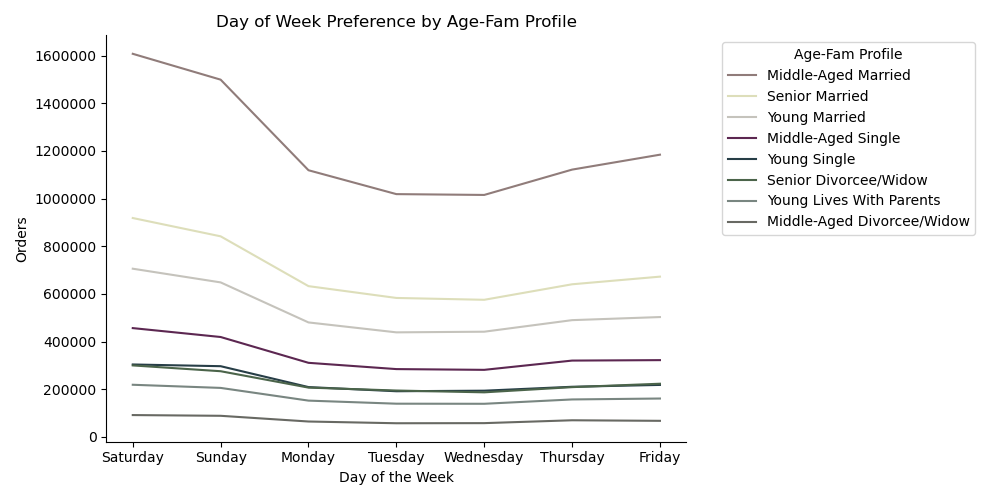 Day of Week Preference by Age-Fam Profile
Orders
1600000
1400000
1200000
1000000
800000
600000
400000
200000
0
Saturday Sunday Monday Tuesday Wednesday Thursday Friday
Day of the Week
Age-Fam Profile
Middle-Aged Married
Senior Married
Young Married
Middle-Aged Single
Young Single
Senior Divorcee/Widow
Young Lives With Parents
Middle-Aged Divorcee/Widow